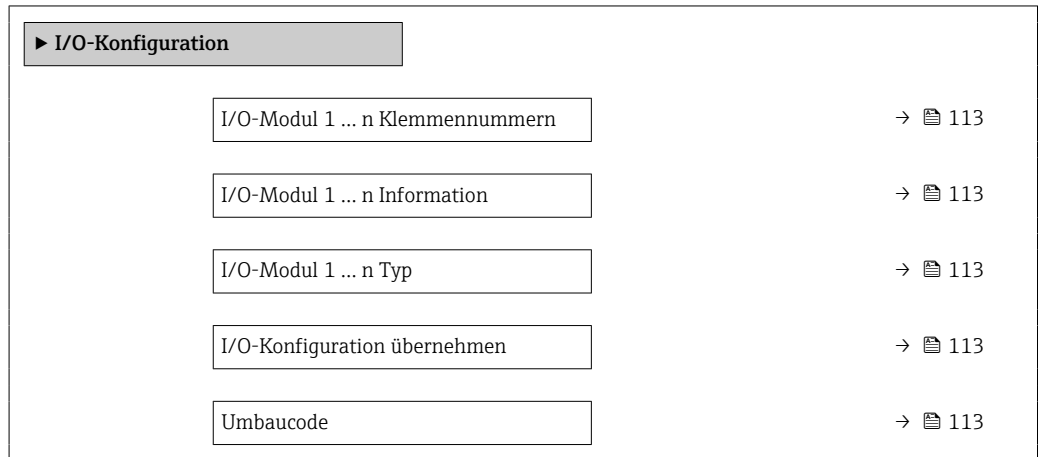 ► I/O-Konfiguration
I/O-Modul 1 … n Klemmennummern → 🖹 113
I/O-Modul 1 … n Information → 🖹 113
I/O-Modul 1 … n Typ → 🖹 113
I/O-Konfiguration übernehmen → 🖹 113
Umbaucode → 🖹 113